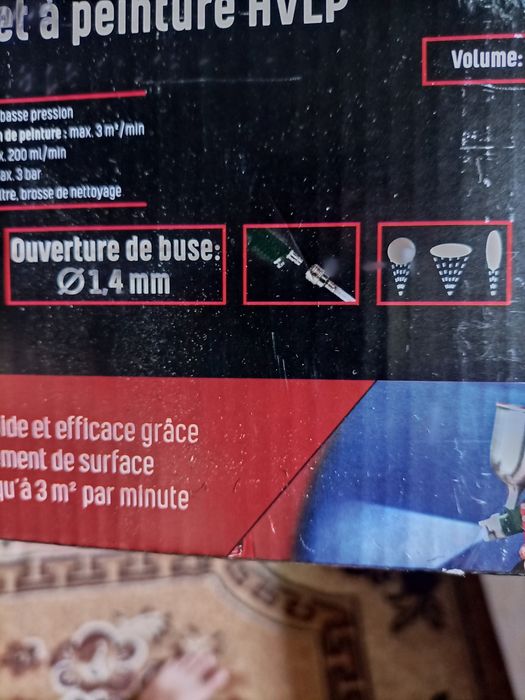 et à peinture HVLP
Volume:
basse pression
de peinture : max. 3 m²/min
x. 200 ml/min
ax. 3 bar
ltre, brosse de nettoyage
Ouverture de buse:
Ø 1,4 mm
ide et efficace grâce
ment de surface
qu'à 3 m² par minute